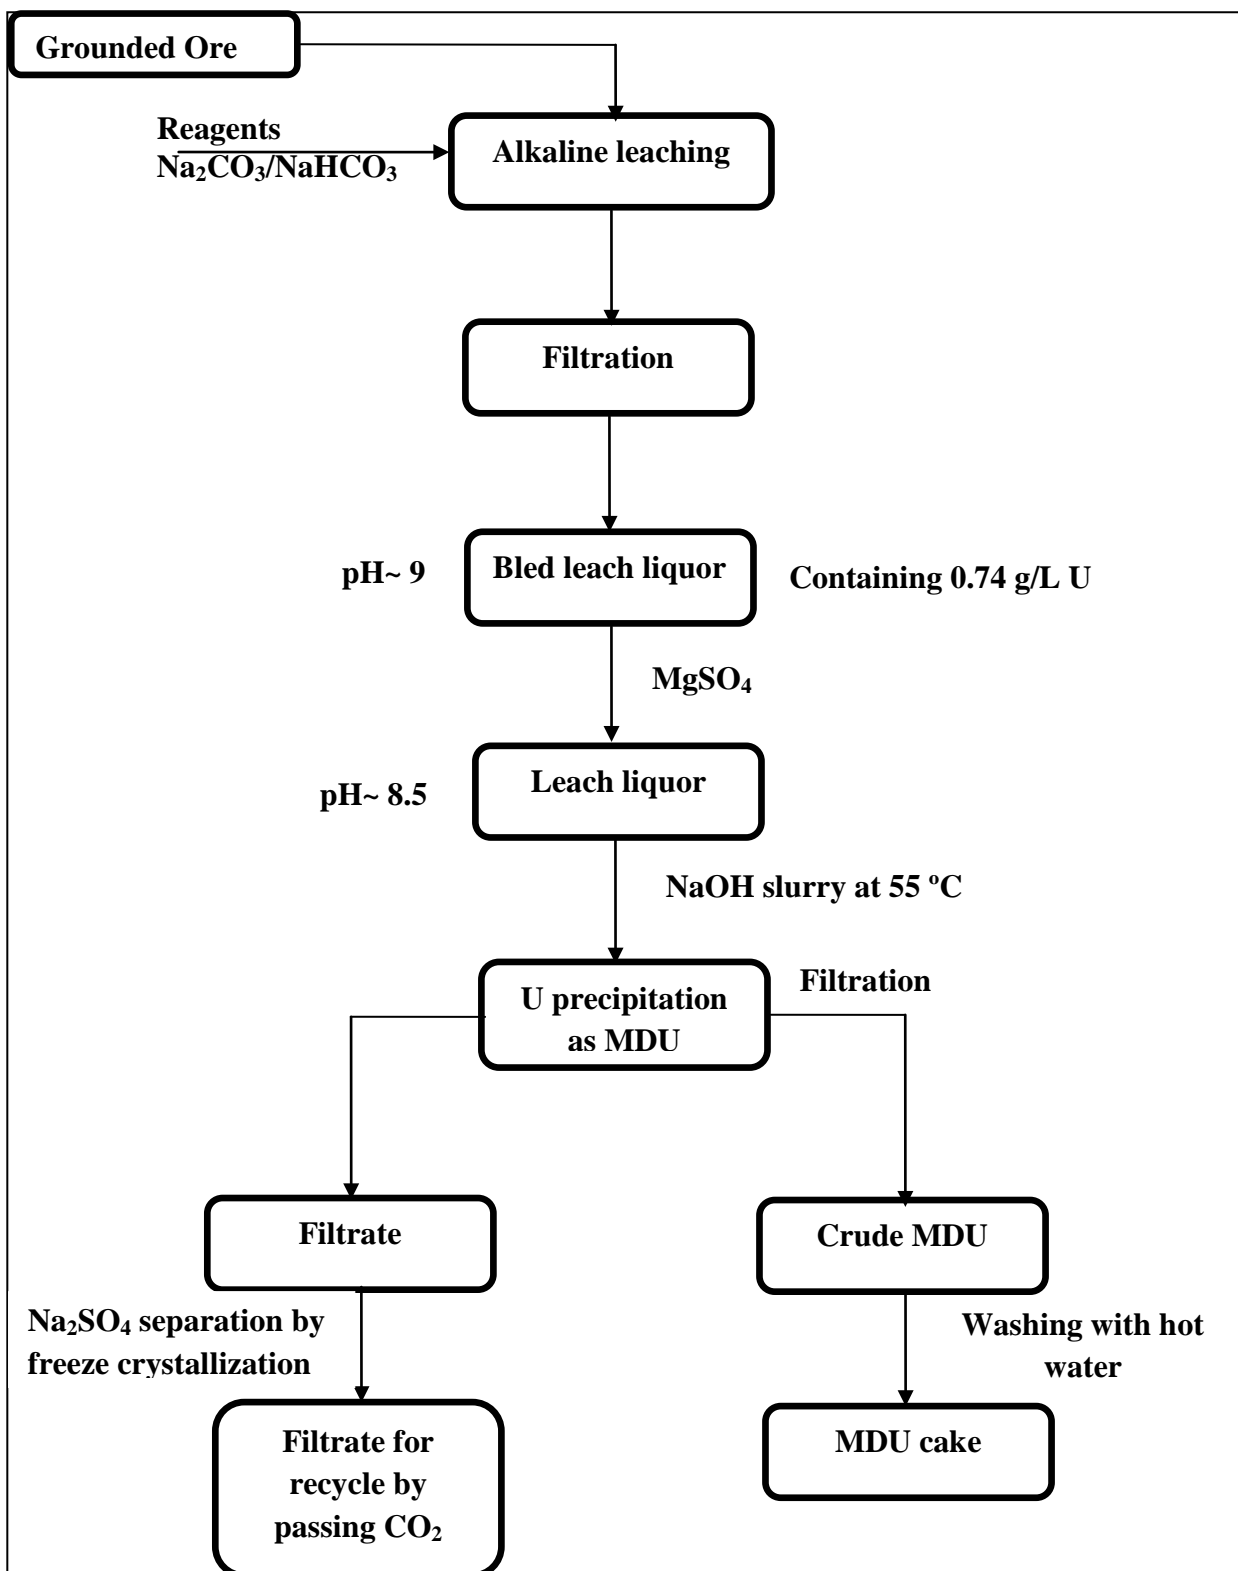 Grounded Ore
Reagents
Na₂CO₃/NaHCO₃
Alkaline leaching
Filtration
pH~ 9
Bled leach liquor
Containing 0.74 g/L U
MgSO₄
Leach liquor
pH~ 8.5
NaOH slurry at 55 ºC
U precipitation
as MDU
Filtration
Filtrate
Crude MDU
Na₂SO₄ separation by
freeze crystallization
Washing with hot
water
Filtrate for
recycle by
passing CO₂
MDU cake